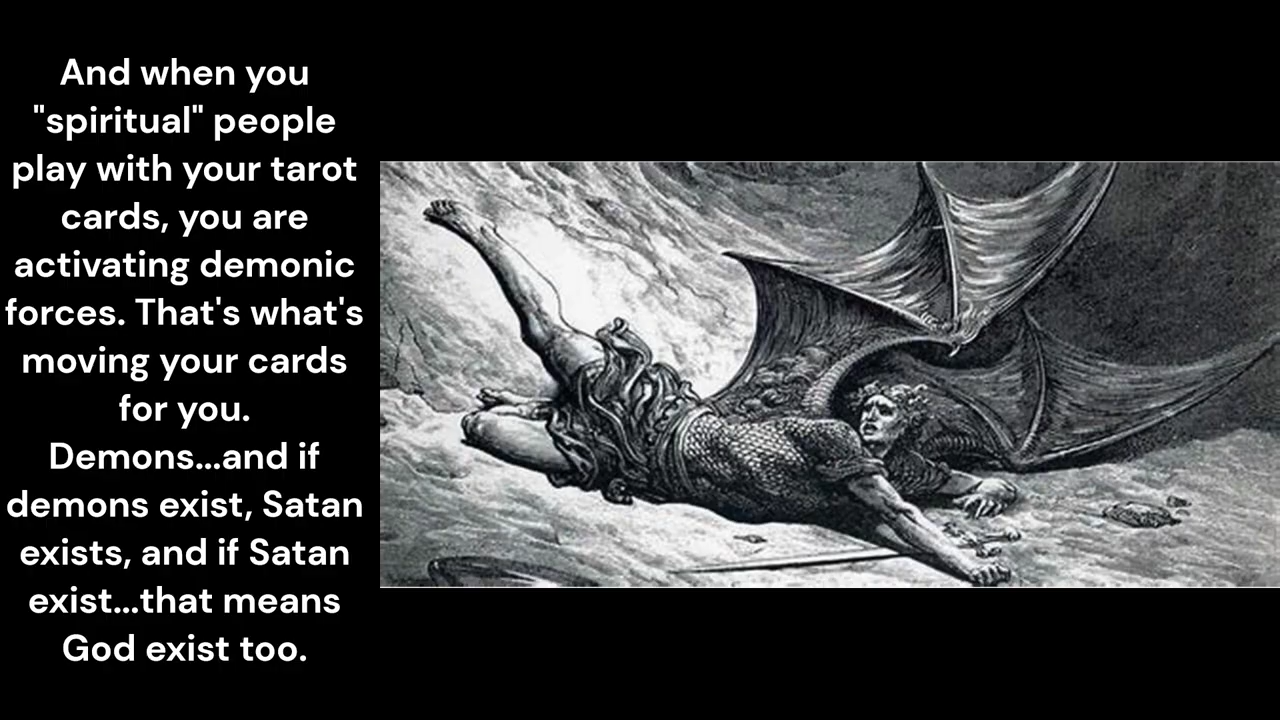 And when you
"spiritual" people
play with your tarot
cards, you are
activating demonic
forces. That's what's
moving your cards
for you.
Demons...and if
demons exist, Satan
exists, and if Satan
exist...that means
God exist too.